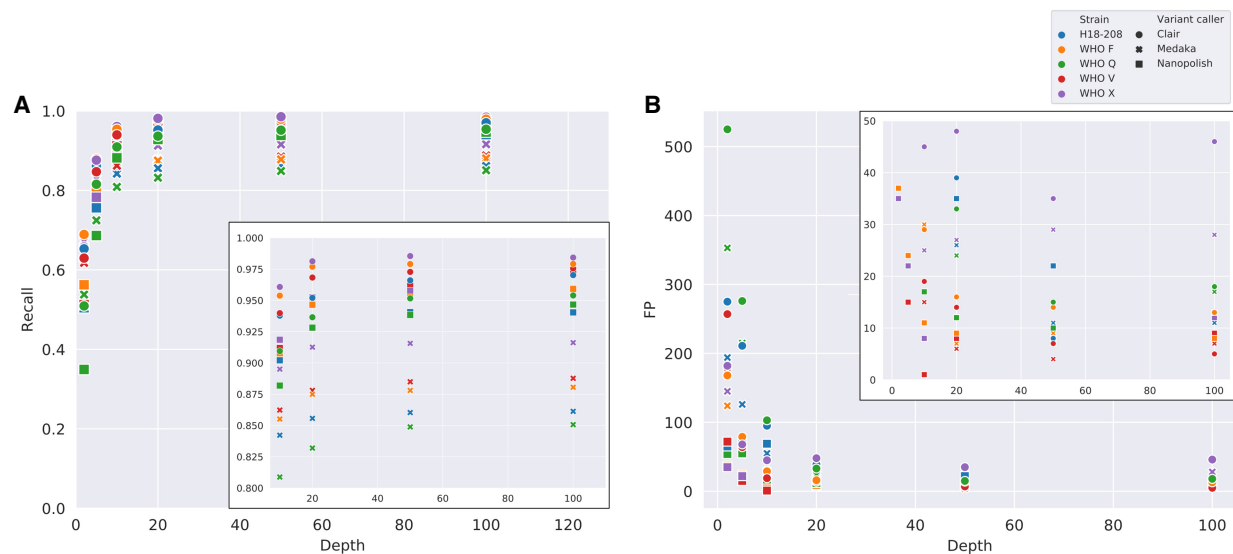 Strain Variant caller
H18-208 Clair
WHO F Medaka
WHO Q Nanopolish
WHO V
WHO X
A
1.0
0.8
0.6
0.4
0.2
0.0
Recall
0 20 40 60 80 100 120
Depth
1.000
0.975
0.950
0.925
0.900
0.875
0.850
0.825
0.800
20 40 60 80 100
B
500
400
300
200
100
0
FP
0 20 40 60 80 100
Depth
50
40
30
20
10
0
0 20 40 60 80 100